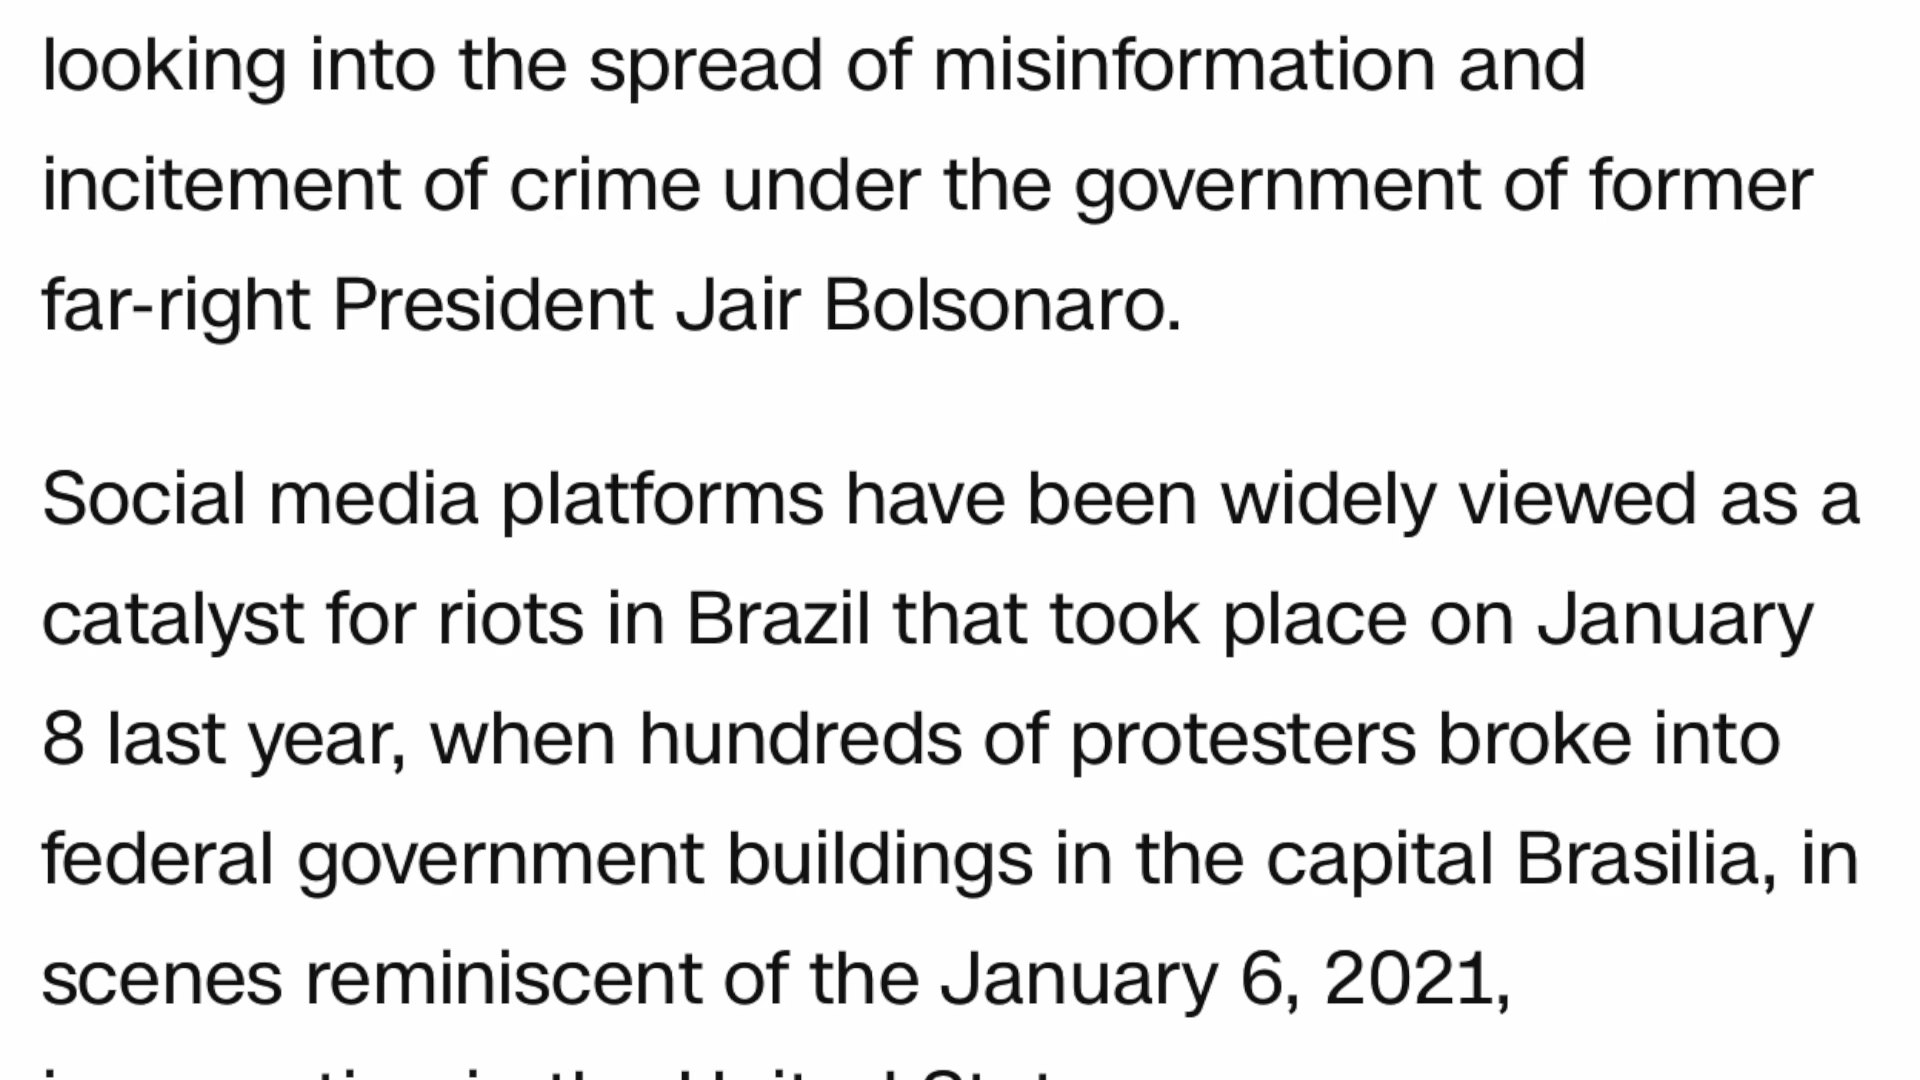 looking into the spread of misinformation and
incitement of crime under the government of former
far-right President Jair Bolsonaro.
Social media platforms have been widely viewed as a
catalyst for riots in Brazil that took place on January
8 last year, when hundreds of protesters broke into
federal government buildings in the capital Brasilia, in
scenes reminiscent of the January 6, 2021,
in the United